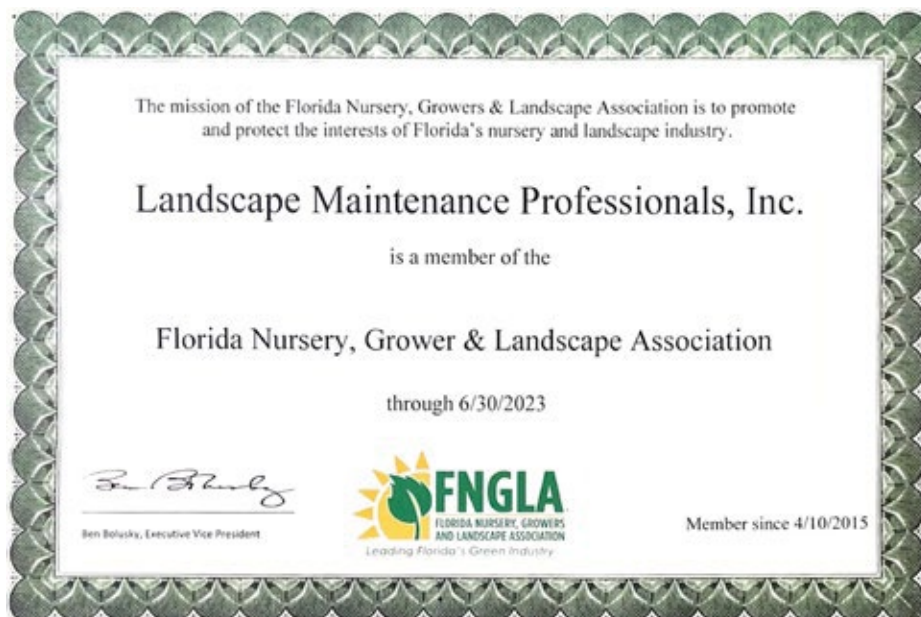 The mission of the Florida Nursery, Growers & Landscape Association is to promote
and protect the interests of Florida's nursery and landscape industry.
Landscape Maintenance Professionals, Inc.
is a member of the
Florida Nursery, Grower & Landscape Association
through 6/30/2023
Ben Bolusky
Ben Bolusky, Executive Vice President
FNGLA
FLORIDA NURSERY, GROWERS
AND LANDSCAPE ASSOCIATION
Leading Florida's Green Industry
Member since 4/10/2015